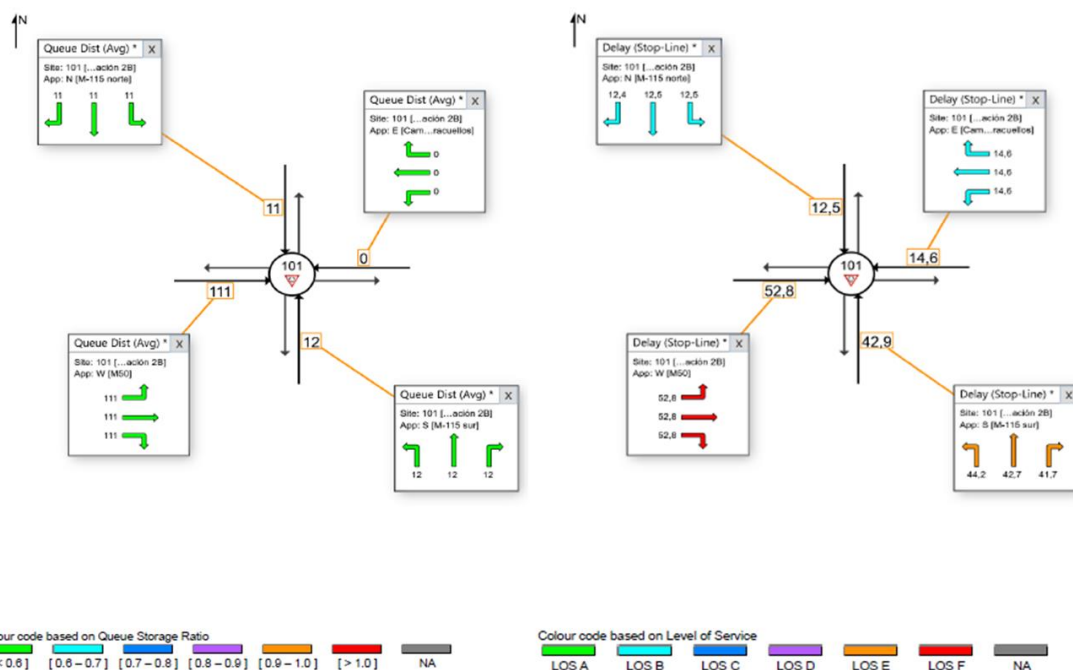 N
Queue Dist (Avg) * X
Site: 101 [...ación 2B]
App: N [M-115 norte]
11 11 11
Queue Dist (Avg) * X
Site: 101 [...ación 2B]
App: E [Cam...racuellos]
0
0
0
11
101
0
111
12
Queue Dist (Avg) * X
Site: 101 [...ación 2B]
App: W [M50]
111
111
111
Queue Dist (Avg) * X
Site: 101 [...ación 2B]
App: S [M-115 sur]
12 12 12
N
Delay (Stop-Line) * X
Site: 101 [...ación 2B]
App: N [M-115 norte]
12,4 12,5 12,5
Delay (Stop-Line) * X
Site: 101 [...ación 2B]
App: E [Cam...racuellos]
14,6
14,6
14,6
12,5
101
14,6
52,8
42,9
Delay (Stop-Line) * X
Site: 101 [...ación 2B]
App: W [M50]
52,8
52,8
52,8
Delay (Stop-Line) * X
Site: 101 [...ación 2B]
App: S [M-115 sur]
44,2 42,7 41,7
our code based on Queue Storage Ratio
< 0.6 ] [ 0.6 – 0.7 ] [ 0.7 – 0.8 ] [ 0.8 – 0.9 ] [ 0.9 – 1.0 ] [ > 1.0 ] NA
Colour code based on Level of Service
LOS A LOS B LOS C LOS D LOS E LOS F NA